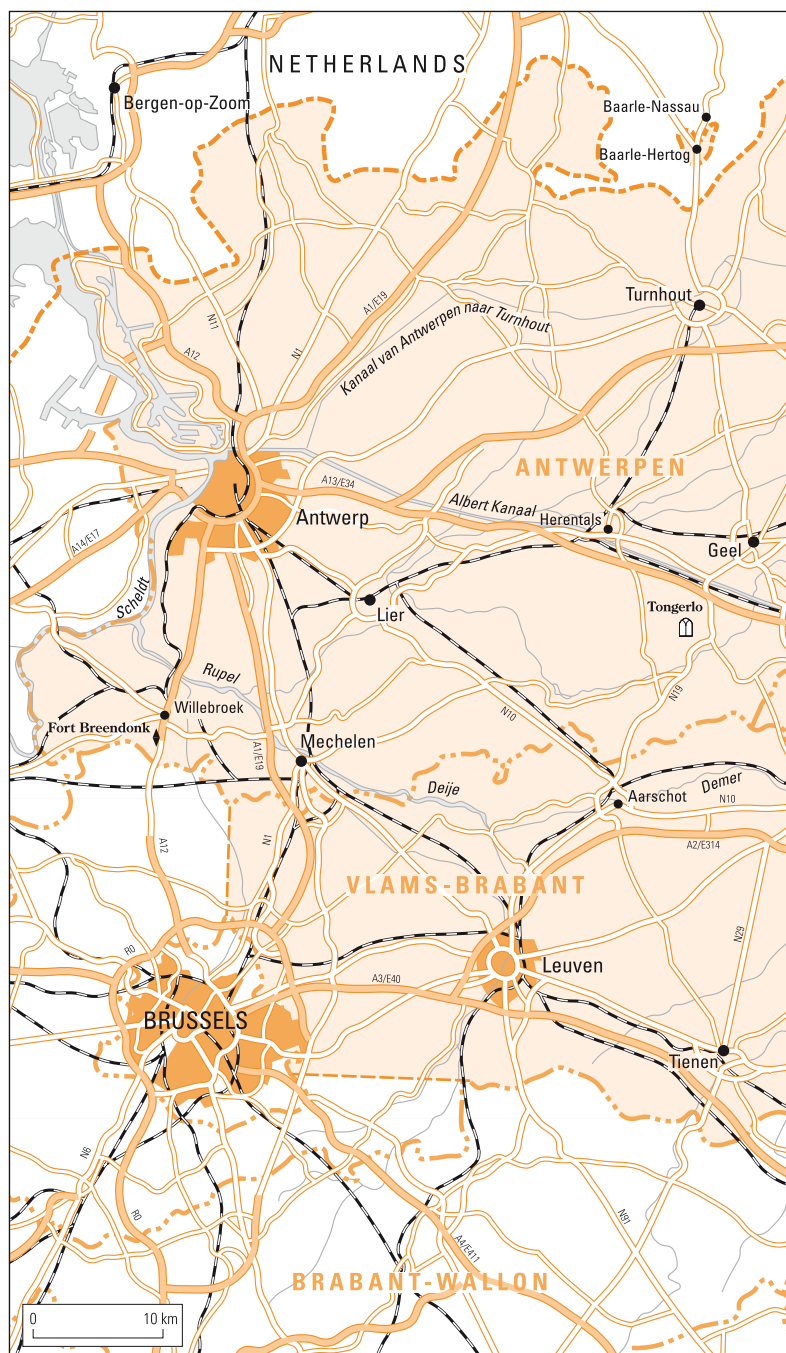 NETHERLANDS
Bergen-op-Zoom
Baarle-Nassau
Baarle-Hertog
Turnhout
Kanaal van Antwerpen naar Turnhout
A1/E19
N11
N1
A12
ANTWERPEN
A13/E34
Albert Kanaal
Herentals
Antwerp
Geel
A14/E17
Scheldt
Lier
Tongerlo
Rupel
N19
Willebroek
N10
Fort Breendonk
Mechelen
A1/E19
Deije
Demer
Aarschot
N10
N1
A12
A2/E314
VLAMS-BRABANT
N29
R0
Leuven
A3/E40
BRUSSELS
Tienen
N6
R0
N91
A4/E411
BRABANT-WALLON
0 10 km